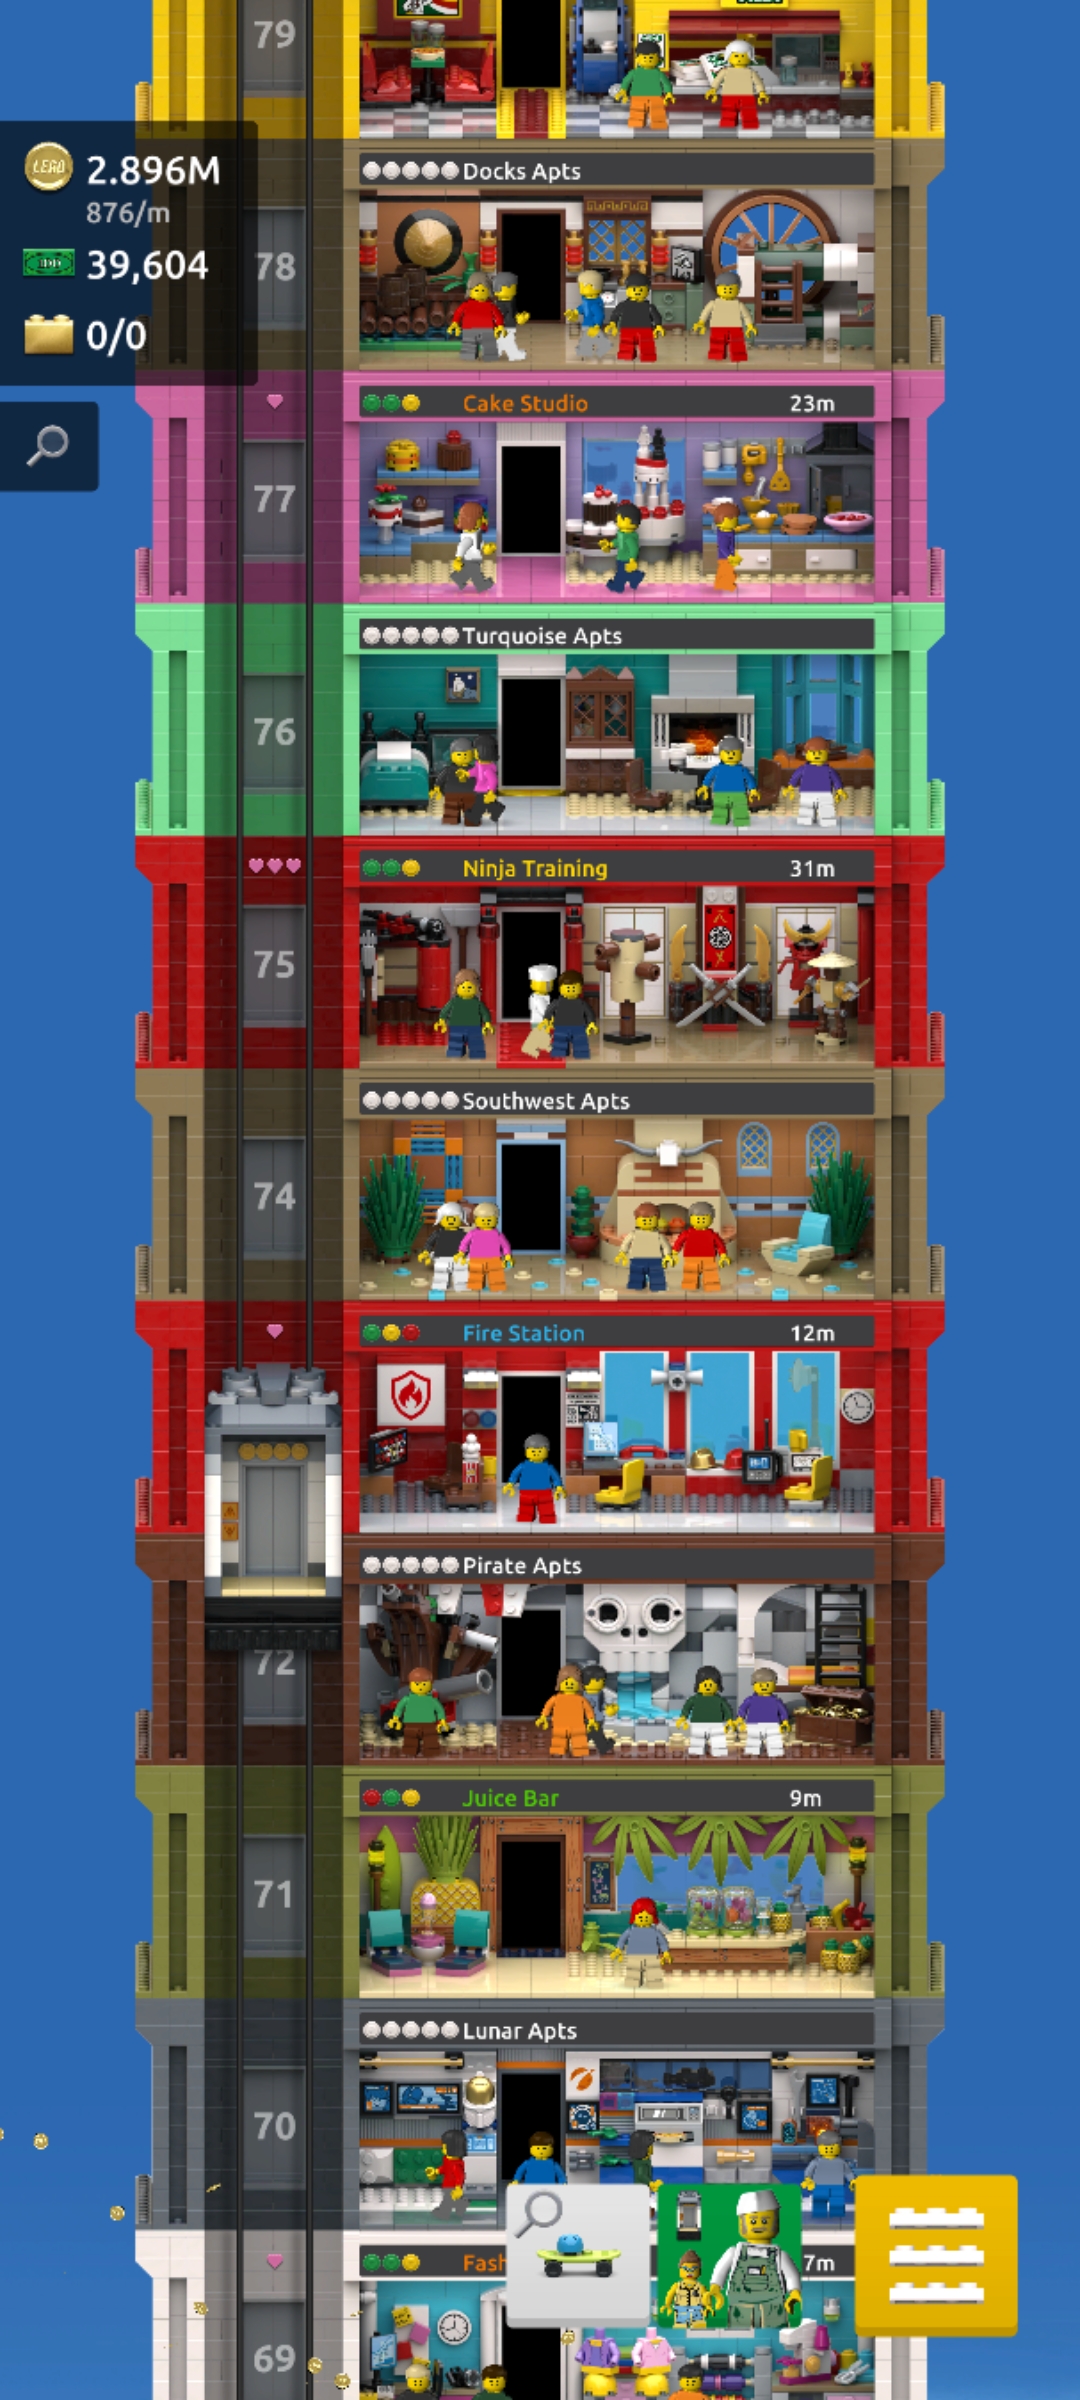 79
LEGO
2.896M
876/m
39,604
0/0
Docks Apts
78
Cake Studio 23m
77
Turquoise Apts
76
Ninja Training 31m
75
Southwest Apts
74
Fire Station 12m
Pirate Apts
72
Juice Bar 9m
71
Lunar Apts
70
Fash 7m
69